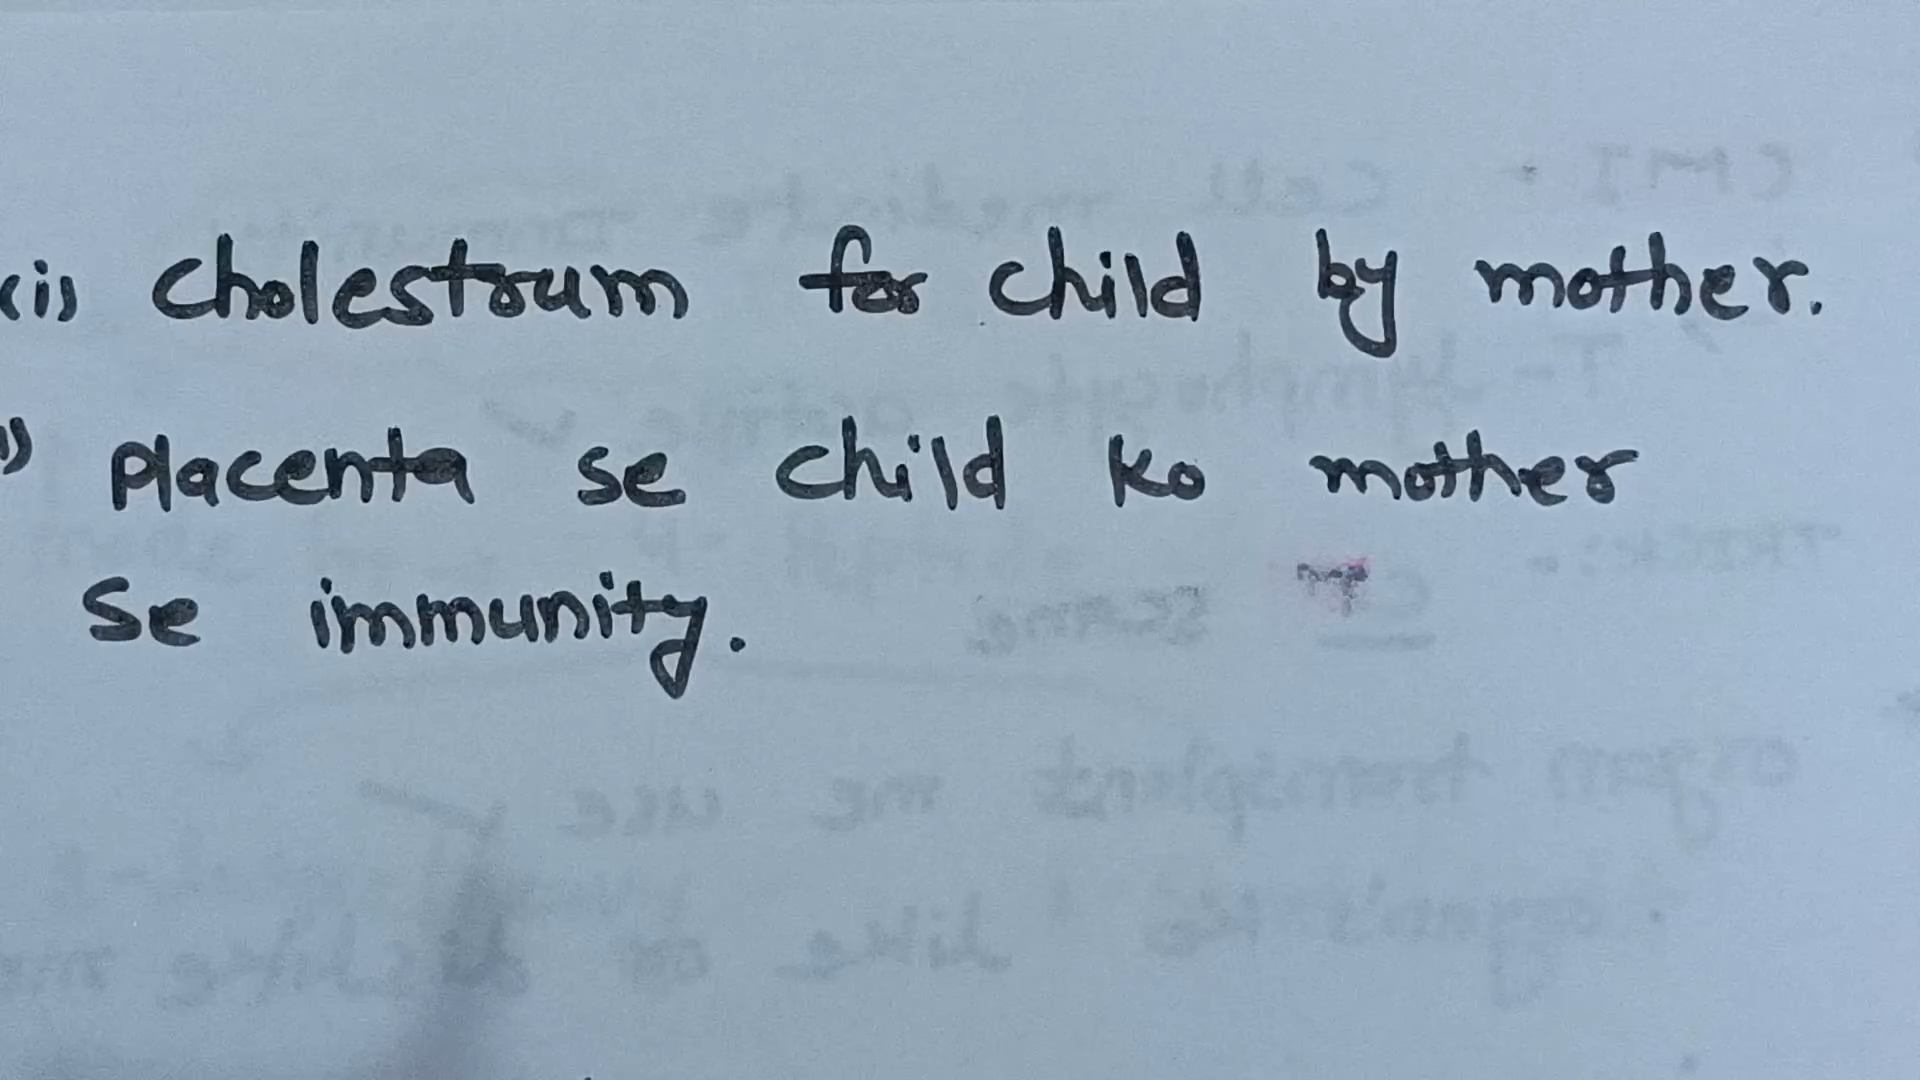 (i) cholestrum for child by mother.
i) placenta se child ko mother
se immunity.